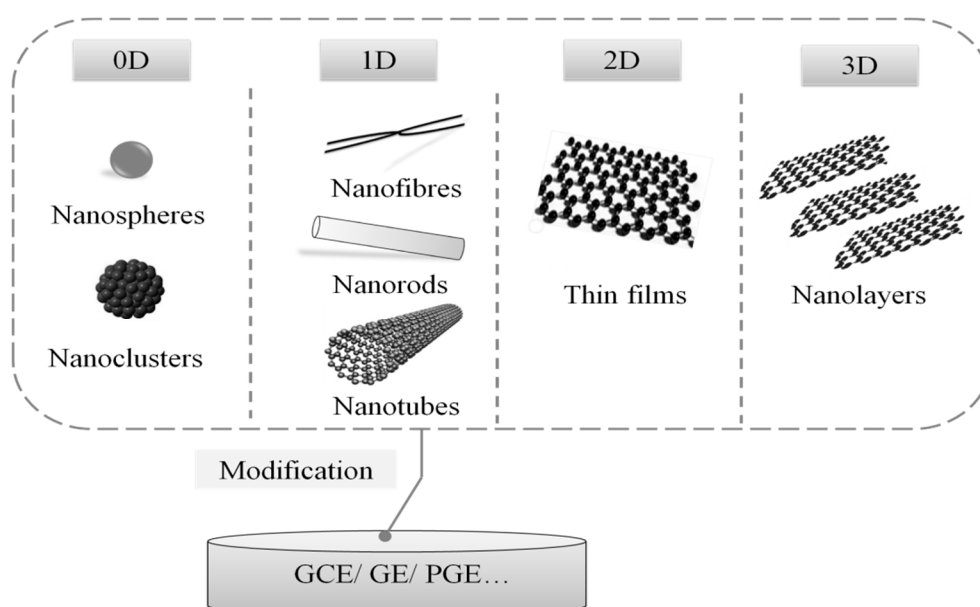 0D
1D
2D
3D
Nanospheres
Nanoclusters
Nanofibres
Nanorods
Nanotubes
Thin films
Nanolayers
Modification
GCE/ GE/ PGE…